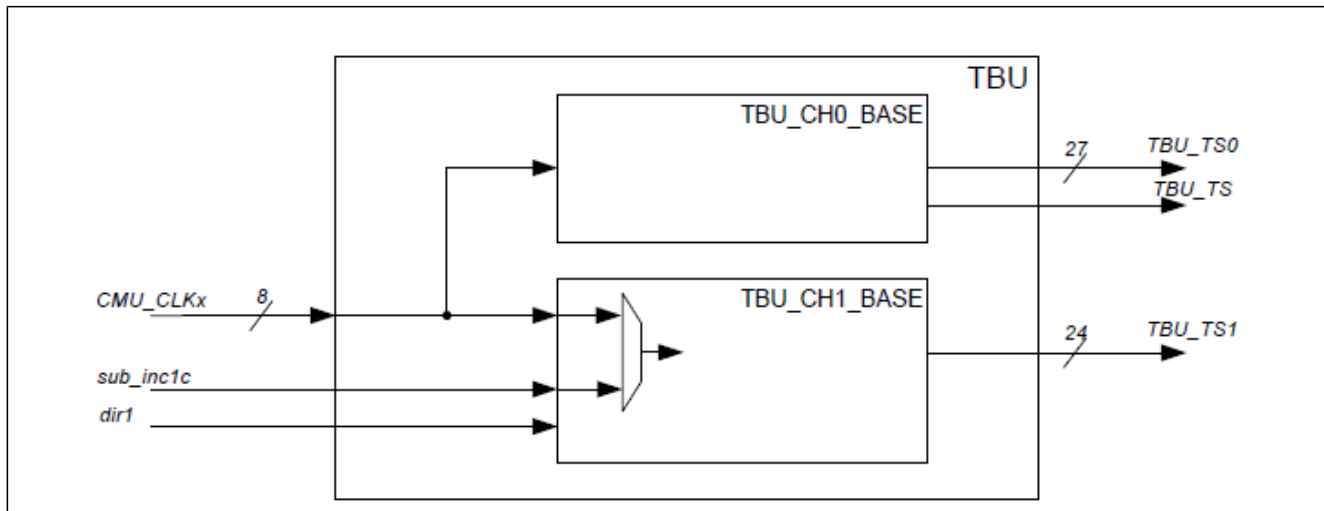 TBU
TBU_CH0_BASE
27
TBU_TS0
TBU_TS
CMU_CLKx
8
TBU_CH1_BASE
24
TBU_TS1
sub_inc1c
dir1